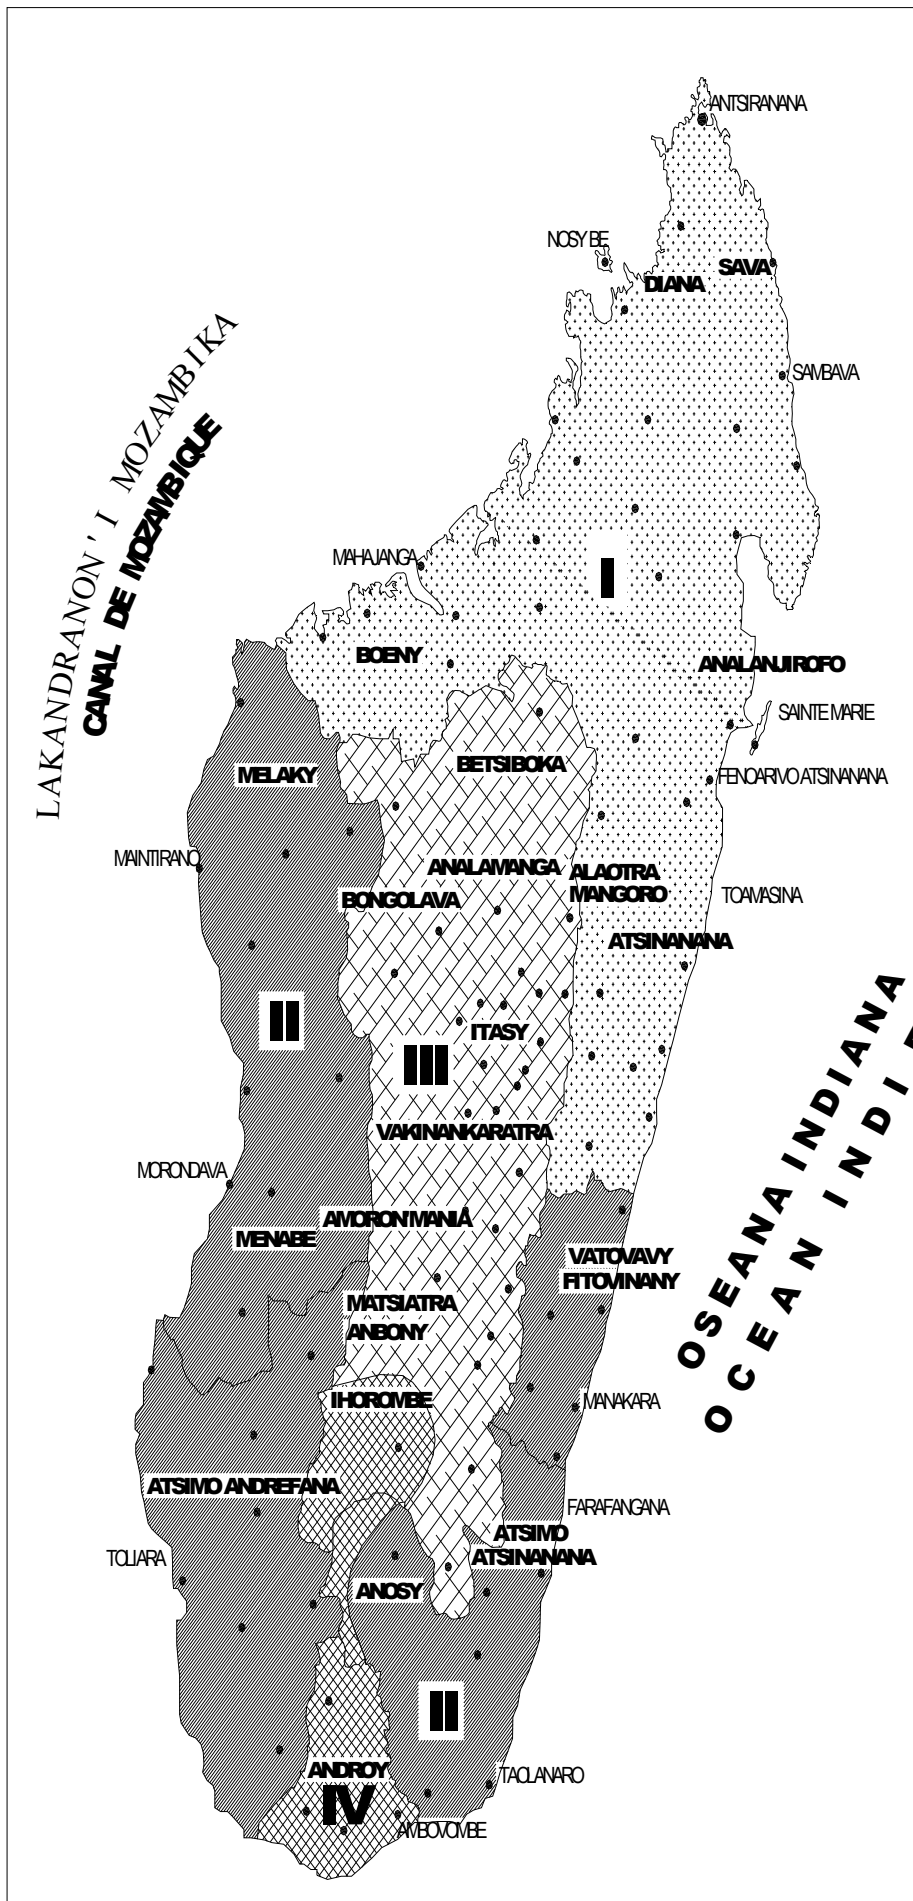 ANTSIRANANA
NOSY BE
SAVA
DIANA
LAKANDRANON'I MOZAMBIKA
CANAL DE MOZAMBIQUE
SAMBAVA
MAHAJANGA
I
BOENY
ANALANJIROFO
SAINTE MARIE
BETSIBOKA
MELAKY
FENOARIVO ATSINANANA
MAINTIRANO
ANALAMANGA
ALAOTRA
MANGORO
BONGOLAVA
TOAMASINA
ATSINANANA
II
ITASY
III
OSEANA INDIANA
VAKINANKARATRA
MORONDAVA
AMORON'MANIA
MENABE
VATOVAVY
FITOVINANY
OCEAN INDI
MATSIATRA
ANBONY
IHOROMBE
MANAKARA
ATSIMO ANDREFANA
FARAFANGANA
ATSIMO
ATSINANANA
TOLIARA
ANOSY
II
ANDROY
TAOLANARO
IV
AMBOVOMBE